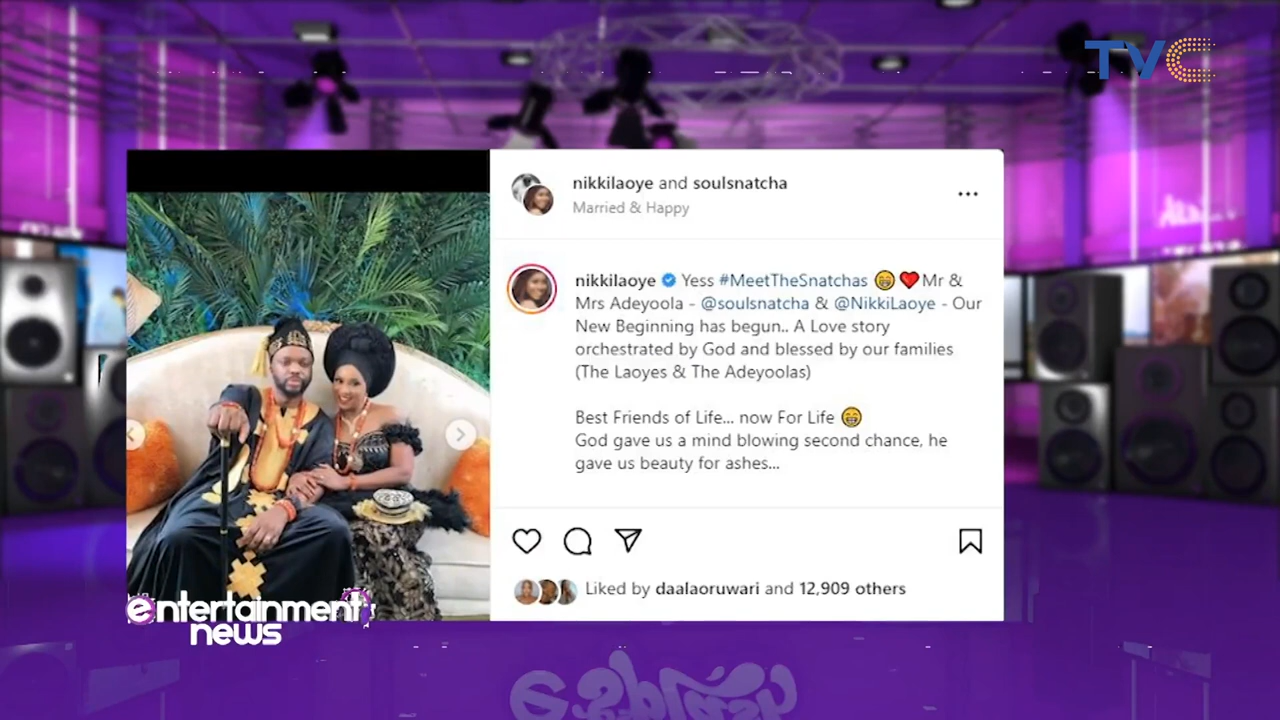 TVC
nikkilaoye and soulsnatcha
Married & Happy
nikkilaoye Yess #MeetTheSnatchas 😁❤️Mr &
Mrs Adeyoola - @soulsnatcha & @NikkiLaoye - Our
New Beginning has begun.. A Love story
orchestrated by God and blessed by our families
(The Laoyes & The Adeyoolas)
Best Friends of Life... now For Life 😁
God gave us a mind blowing second chance, he
gave us beauty for ashes...
Liked by daalaoruwari and 12,909 others
entertainment
news